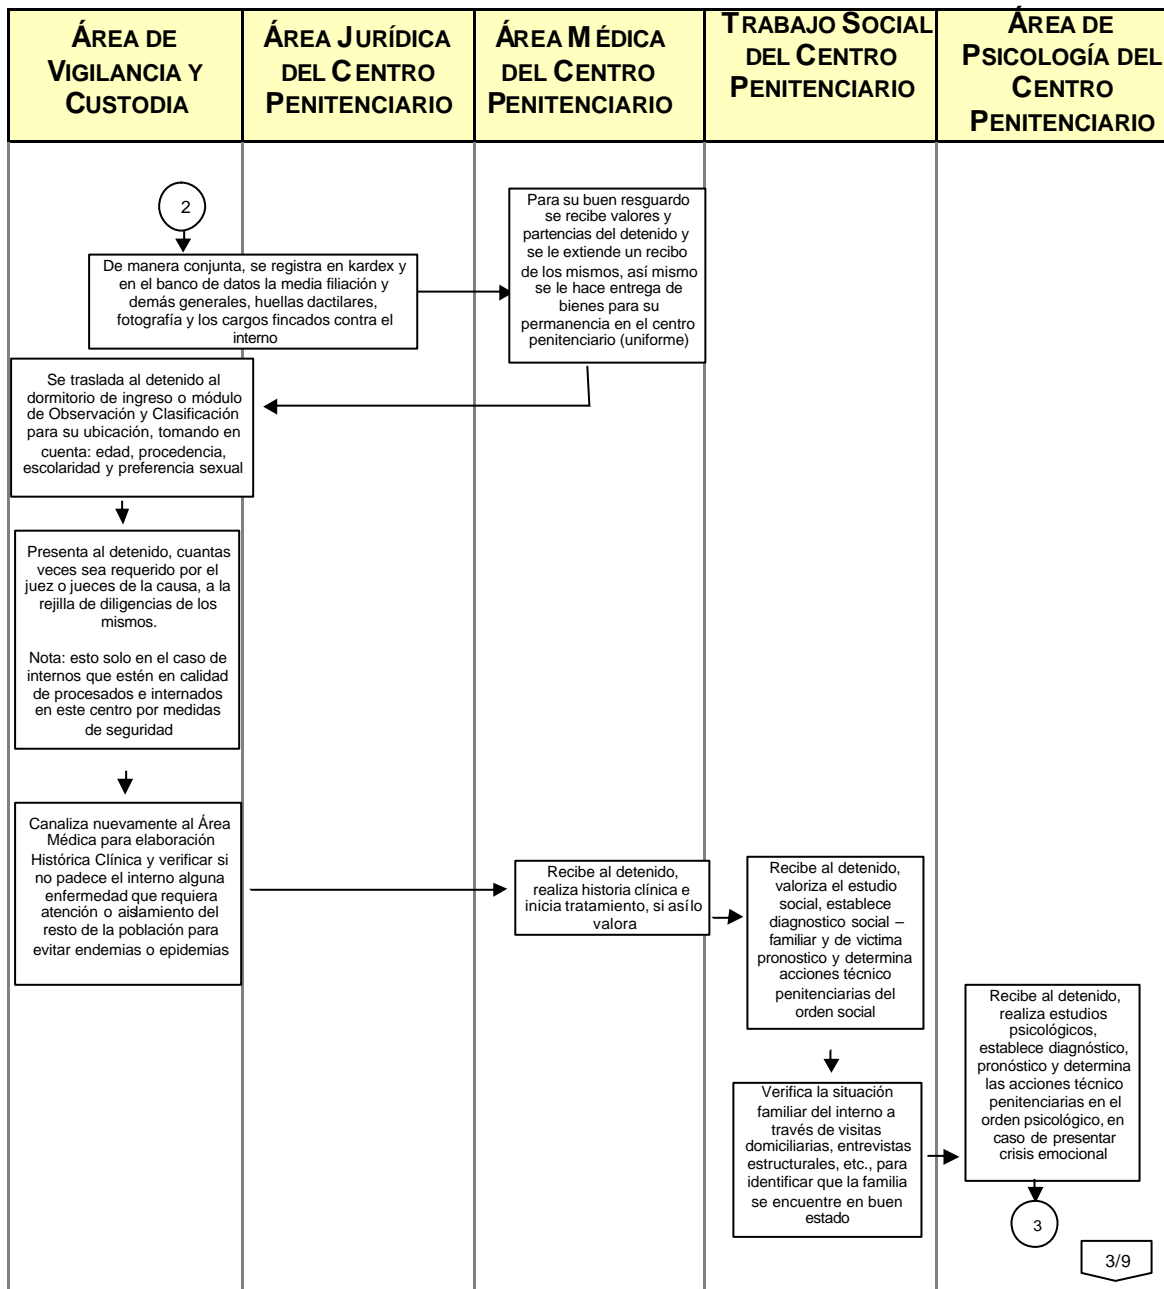 ÁREA DE
VIGILANCIA Y
CUSTODIA
ÁREA JURÍDICA
DEL CENTRO
PENITENCIARIO
ÁREA MÉDICA
DEL CENTRO
PENITENCIARIO
TRABAJO SOCIAL
DEL CENTRO
PENITENCIARIO
ÁREA DE
PSICOLOGÍA DEL
CENTRO
PENITENCIARIO
2
De manera conjunta, se registra en kardex y
en el banco de datos la media filiación y
demás generales, huellas dactilares,
fotografía y los cargos fincados contra el
interno
Para su buen resguardo
se recibe valores y
partencias del detenido y
se le extiende un recibo
de los mismos, así mismo
se le hace entrega de
bienes para su
permanencia en el centro
penitenciario (uniforme)
Se traslada al detenido al
dormitorio de ingreso o módulo
de Observación y Clasificación
para su ubicación, tomando en
cuenta: edad, procedencia,
escolaridad y preferencia sexual
Presenta al detenido, cuantas
veces sea requerido por el
juez o jueces de la causa, a la
rejilla de diligencias de los
mismos.
Nota: esto solo en el caso de
internos que estén en calidad
de procesados e internados
en este centro por medidas
de seguridad
Canaliza nuevamente al Área
Médica para elaboración
Histórica Clínica y verificar si
no padece el interno alguna
enfermedad que requiera
atención o aislamiento del
resto de la población para
evitar endemias o epidemias
Recibe al detenido,
realiza historia clínica e
inicia tratamiento, si así lo
valora
Recibe al detenido,
valoriza el estudio
social, establece
diagnostico social –
familiar y de victima
pronostico y determina
acciones técnico
penitenciarias del
orden social
Verifica la situación
familiar del interno a
través de visitas
domiciliarias, entrevistas
estructurales, etc., para
identificar que la familia
se encuentre en buen
estado
Recibe al detenido,
realiza estudios
psicológicos,
establece diagnóstico,
pronóstico y determina
las acciones técnico
penitenciarias en el
orden psicológico, en
caso de presentar
crisis emocional
3
3/9